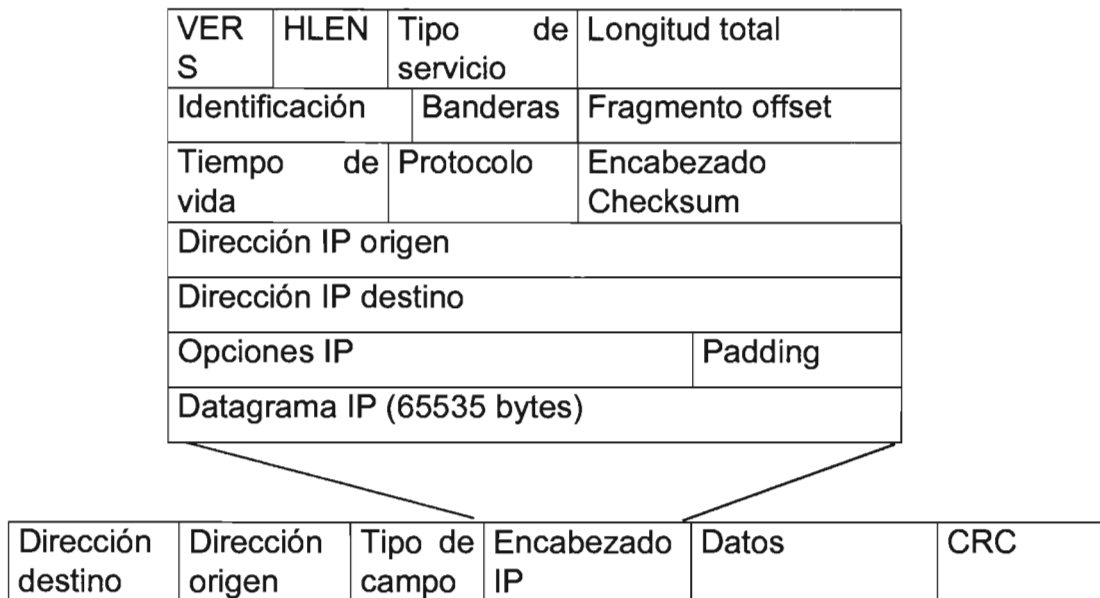 VER HLEN Tipo de Longitud total
S servicio
Identificación Banderas Fragmento offset
Tiempo de Protocolo Encabezado
vida Checksum
Dirección IP origen
Dirección IP destino
Opciones IP Padding
Datagrama IP (65535 bytes)
Dirección Dirección Tipo de Encabezado Datos CRC
destino origen campo IP